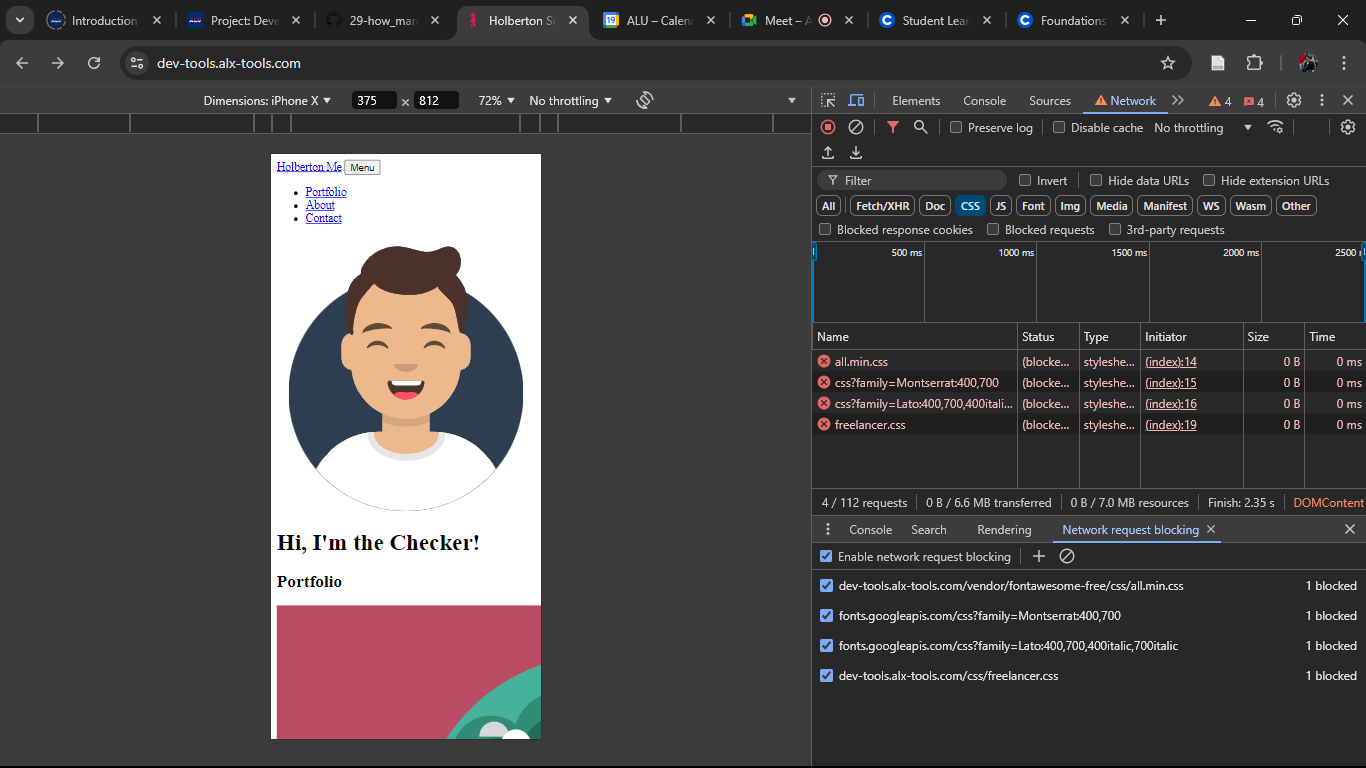 Introduction
Project: Deve
29-how_man
Holberton Sc
ALU – Calenc
Meet – A
Student Lear
Foundations
dev-tools.alx-tools.com
Dimensions: iPhone X 375 × 812 72% No throttling
Elements Console Sources Network 4 4
Preserve log Disable cache No throttling
Filter Invert Hide data URLs Hide extension URLs
All Fetch/XHR Doc CSS JS Font Img Media Manifest WS Wasm Other
Blocked response cookies Blocked requests 3rd-party requests
500 ms 1000 ms 1500 ms 2000 ms 2500
Name Status Type Initiator Size Time
all.min.css (blocke... styleshe... (index):14 0 B 0 ms
css?family=Montserrat:400,700 (blocke... styleshe... (index):15 0 B 0 ms
css?family=Lato:400,700,400itali... (blocke... styleshe... (index):16 0 B 0 ms
freelancer.css (blocke... styleshe... (index):19 0 B 0 ms
4 / 112 requests 0 B / 6.6 MB transferred 0 B / 7.0 MB resources Finish: 2.35 s DOMContent
Console Search Rendering Network request blocking
Enable network request blocking
dev-tools.alx-tools.com/vendor/fontawesome-free/css/all.min.css 1 blocked
fonts.googleapis.com/css?family=Montserrat:400,700 1 blocked
fonts.googleapis.com/css?family=Lato:400,700,400italic,700italic 1 blocked
dev-tools.alx-tools.com/css/freelancer.css 1 blocked
Holberton Me Menu
Portfolio
About
Contact
Hi, I'm the Checker!
Portfolio